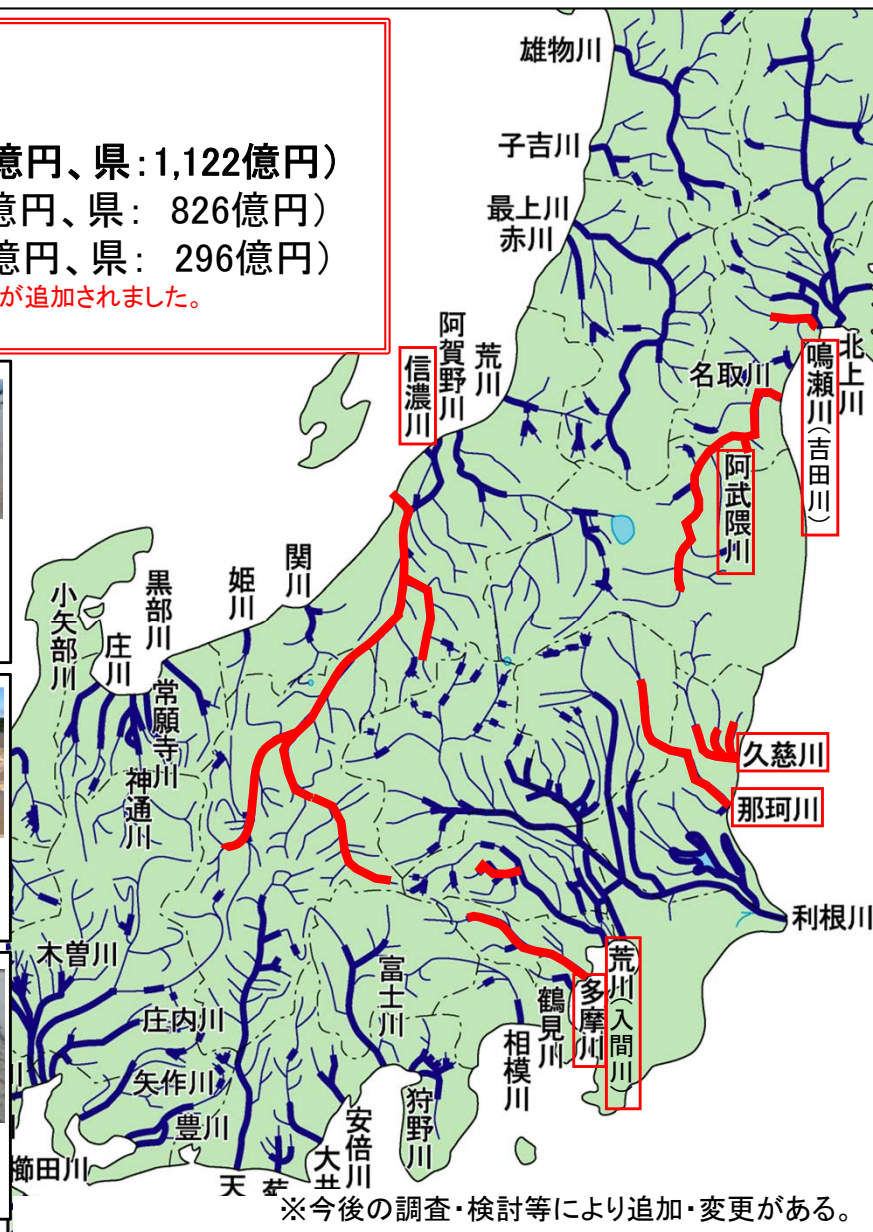 億円、県：1,122億円）
億円、県： 826億円）
億円、県： 296億円）
が追加されました。
雄物川
子吉川
最上川
赤川
阿賀野川
荒川
信濃川
名取川
鳴瀬川（吉田川）
北上川
阿武隈川
関川
姫川
黒部川
小矢部川
庄川
常願寺川
神通川
久慈川
那珂川
利根川
木曽川
庄内川
矢作川
豊川
櫛田川
富士川
荒川（入間川）
多摩川
鶴見川
相模川
狩野川
安倍川
大井
天
菊
川
※今後の調査・検討等により追加・変更がある。